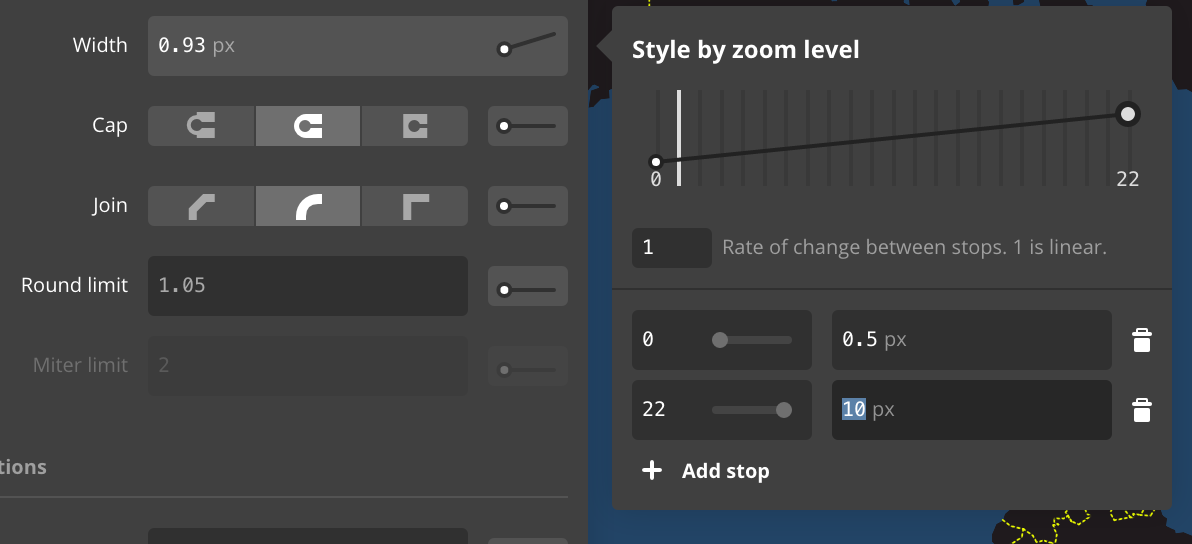 Width 0.93 px
Cap
Join
Round limit 1.05
Miter limit 2
tions
Style by zoom level
0 22
1 Rate of change between stops. 1 is linear.
0 0.5 px
22 10 px
Add stop